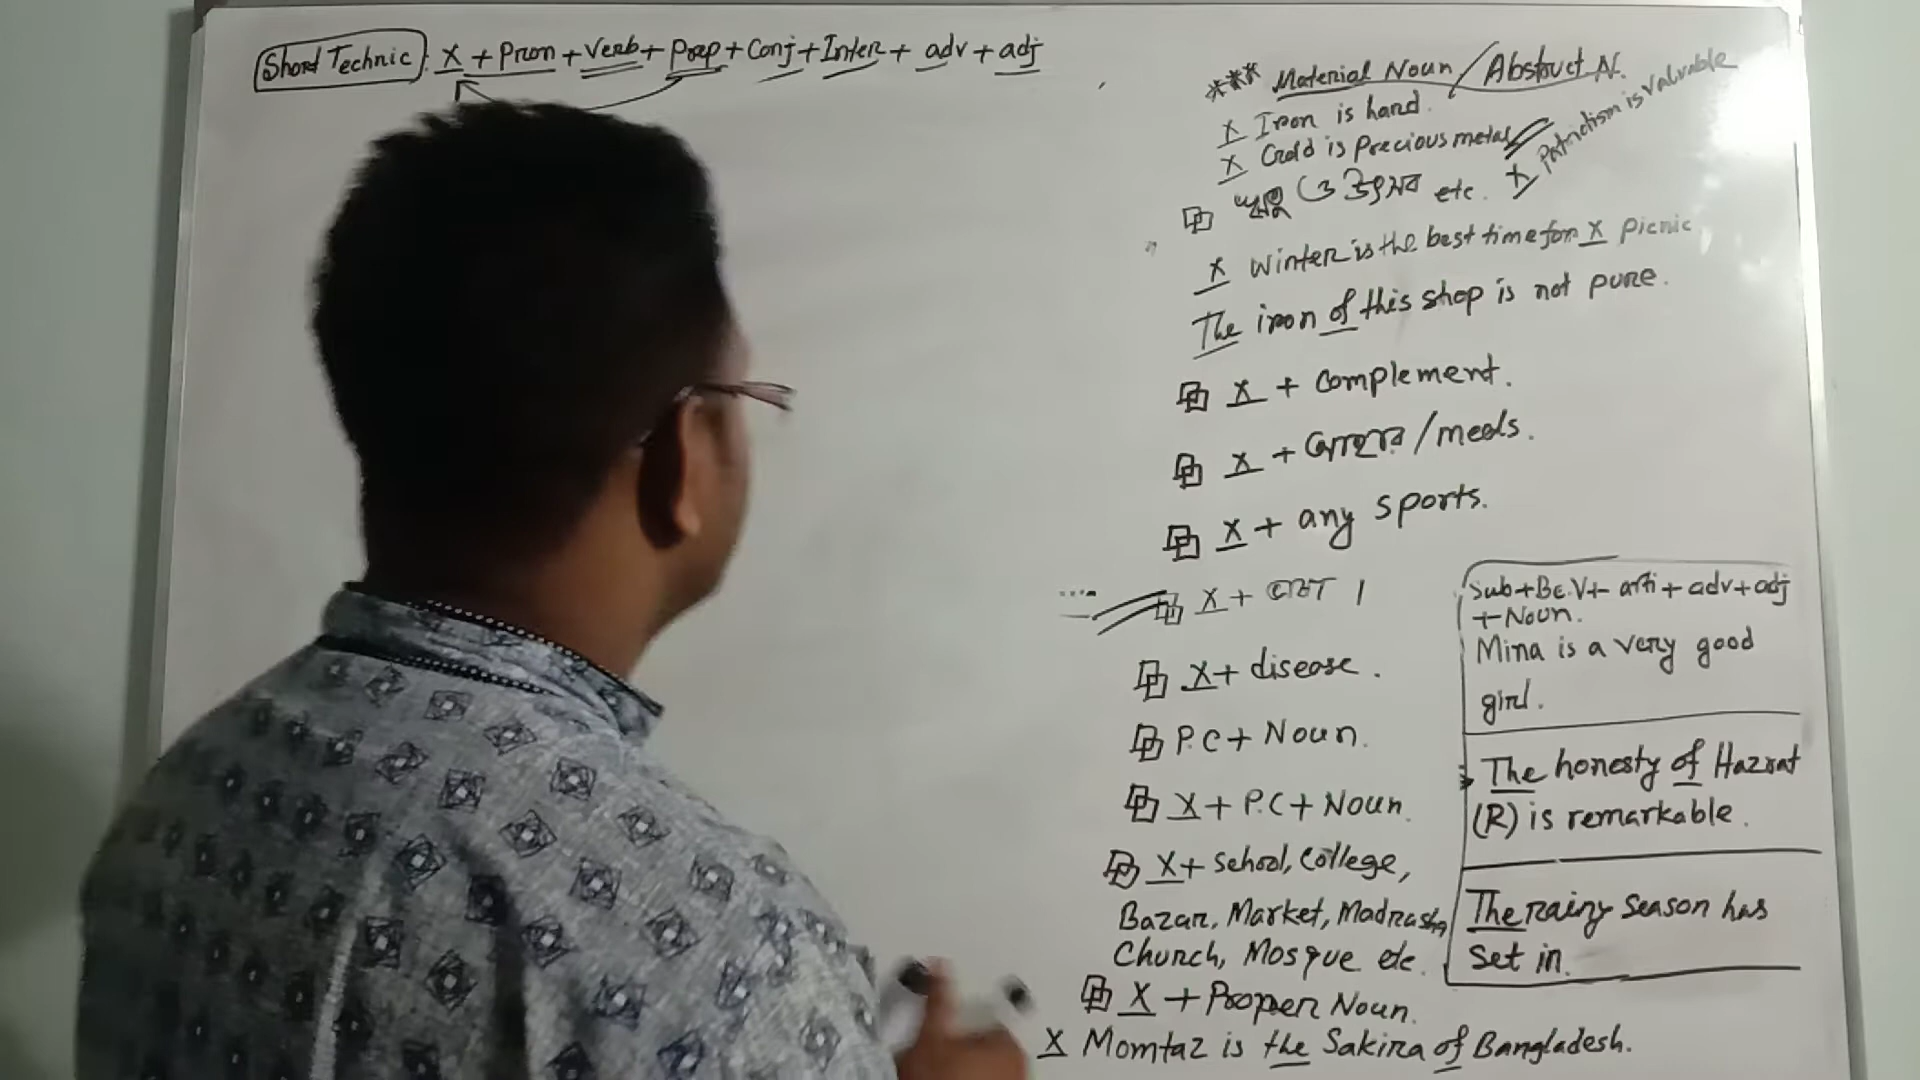 Short Technic: X + Pron + Verb + Prep + Conj + Inter + adv + adj
*** Material Noun / Abstuct N.
X Iron is hard.
X Gold is Precious metal
X Patriotism is valuable
ঋতু ও উৎসব etc.
X Winter is the best time for X Picnic
The iron of this shop is not pure.
X + Complement.
X + /meals.
X + any sports.
X +
X + disease.
P.C + Noun.
X + P.C + Noun.
X + School, College,
Bazar, Market, Madrasha
Church, Mosque etc.
X + Proper Noun.
X Momtaz is the Sakira of Bangladesh.
Sub + Be.V + arti + adv + adj
+ Noun.
Mina is a very good
girl.
The honesty of Hazrat
(R) is remarkable.
The rainy season has
set in.